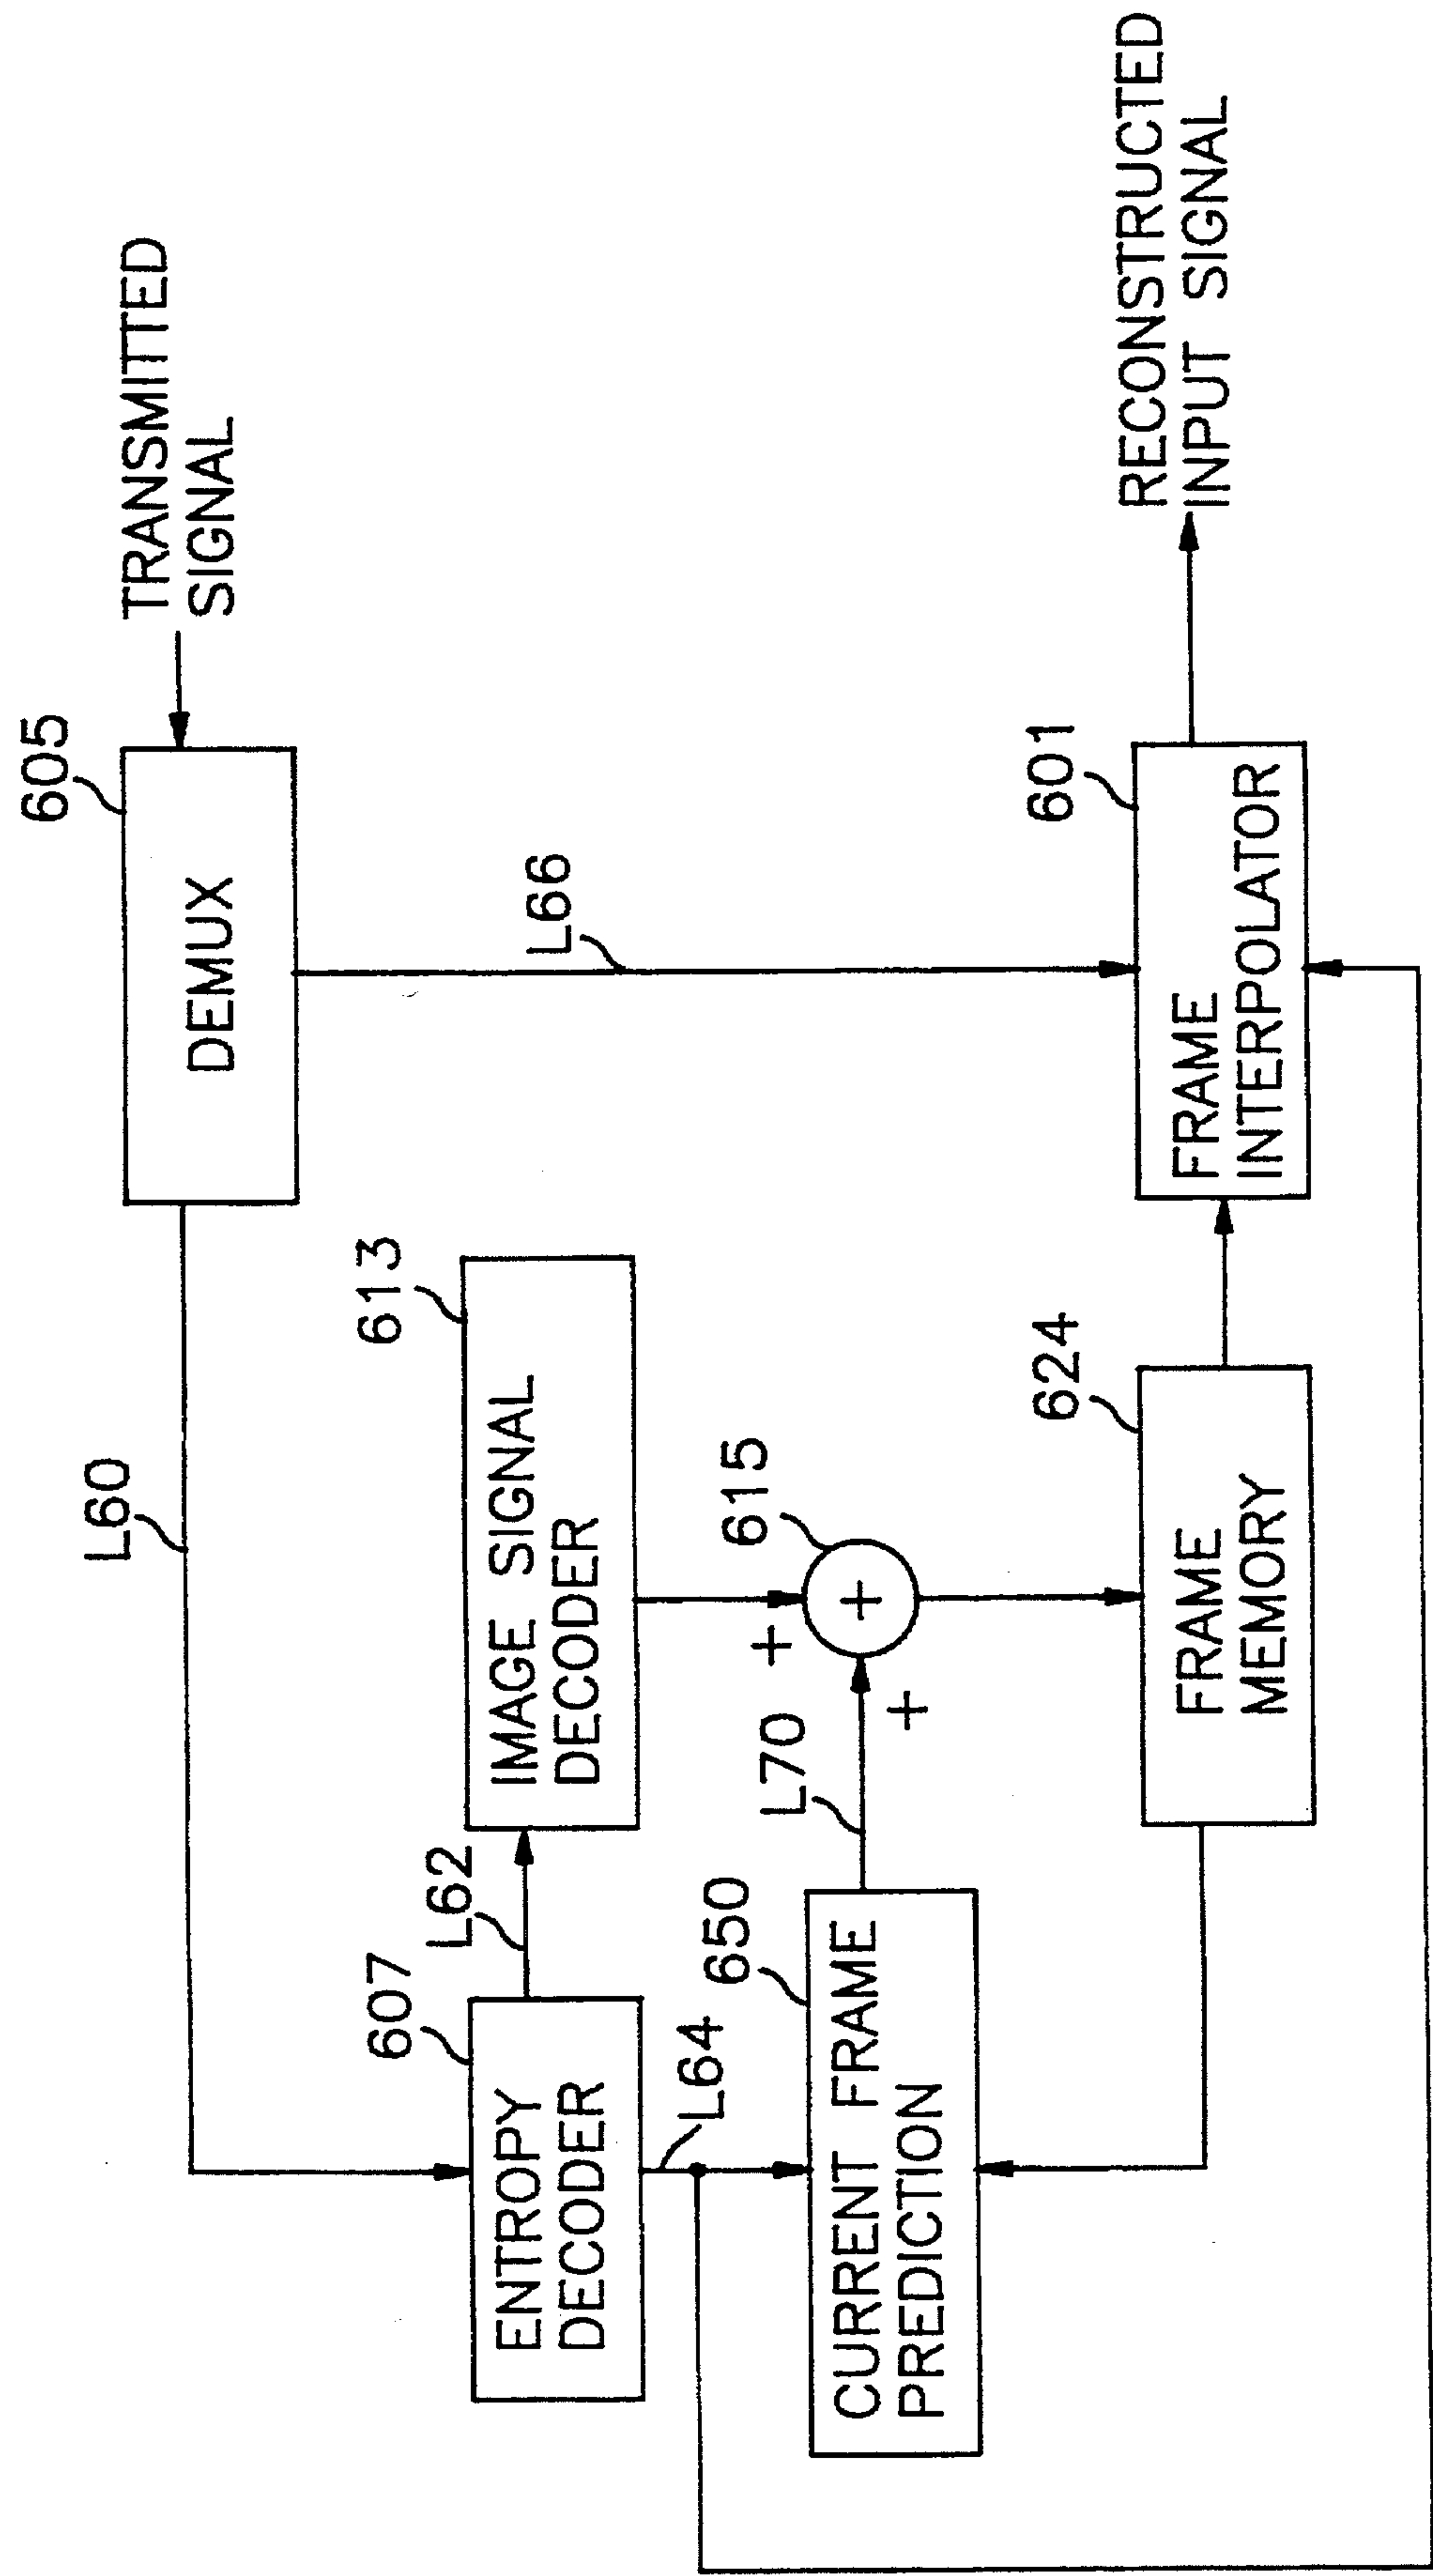 TRANSMITTED
SIGNAL
605
DEMUX
L60
L66
613
IMAGE SIGNAL
DECODER
607
ENTROPY
DECODER
L62
L64
615
+
+
+
L70
650
CURRENT FRAME
PREDICTION
624
FRAME
MEMORY
601
FRAME
INTERPOLATOR
RECONSTRUCTED
INPUT SIGNAL